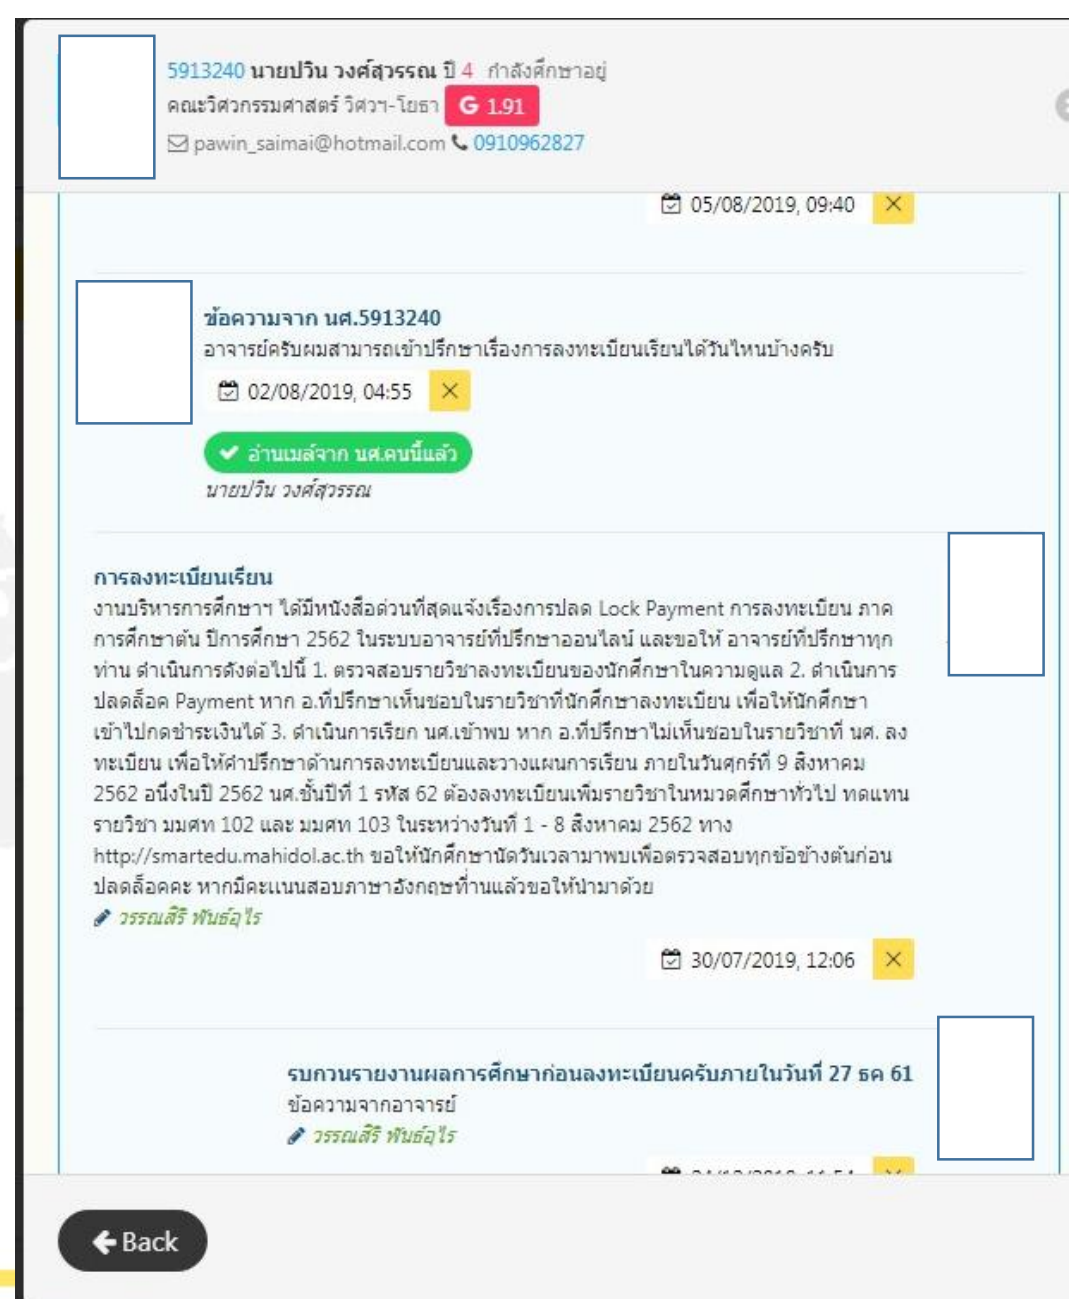 5913240 นายปวิน วงศ์สุวรรณ ปี 4 กำลังศึกษาอยู่
คณะวิศวกรรมศาสตร์ วิศวฯ-โยธา G 1.91
pawin_saimai@hotmail.com 0910962827
05/08/2019, 09:40
ข้อความจาก นศ.5913240
อาจารย์ครับผมสามารถเข้าปรึกษาเรื่องการลงทะเบียนเรียนได้วันไหนบ้างครับ
02/08/2019, 04:55
อ่านเมล์จาก นศ.คนนี้แล้ว
นายปวิน วงศ์สุวรรณ
การลงทะเบียนเรียน
งานบริหารการศึกษาฯ ได้มีหนังสือด่วนที่สุดแจ้งเรื่องการปลด Lock Payment การลงทะเบียน ภาค
การศึกษาต้น ปีการศึกษา 2562 ในระบบอาจารย์ที่ปรึกษาออนไลน์ และขอให้ อาจารย์ที่ปรึกษาทุก
ท่าน ดำเนินการดังต่อไปนี้ 1. ตรวจสอบรายวิชาลงทะเบียนของนักศึกษาในความดูแล 2. ดำเนินการ
ปลดล็อค Payment หาก อ.ที่ปรึกษาเห็นชอบในรายวิชาที่นักศึกษาลงทะเบียน เพื่อให้นักศึกษา
เข้าไปกดชำระเงินได้ 3. ดำเนินการเรียก นศ.เข้าพบ หาก อ.ที่ปรึกษาไม่เห็นชอบในรายวิชาที่ นศ. ลง
ทะเบียน เพื่อให้คำปรึกษาด้านการลงทะเบียนและวางแผนการเรียน ภายในวันศุกร์ที่ 9 สิงหาคม
2562 อนึ่งในปี 2562 นศ.ชั้นปีที่ 1 รหัส 62 ต้องลงทะเบียนเพิ่มรายวิชาในหมวดศึกษาทั่วไป ทดแทน
รายวิชา มมศท 102 และ มมศท 103 ในระหว่างวันที่ 1 - 8 สิงหาคม 2562 ทาง
http://smartedu.mahidol.ac.th ขอให้นักศึกษานัดวันเวลามาพบเพื่อตรวจสอบทุกข้อข้างต้นก่อน
ปลดล็อคคะ หากมีคะแนนสอบภาษาอังกฤษที่านแล้วขอให้นำมาด้วย
วรรณสิริ พันธ์อุไร
30/07/2019, 12:06
รบกวนรายงานผลการศึกษาก่อนลงทะเบียนครับภายในวันที่ 27 ธค 61
ข้อความจากอาจารย์
วรรณสิริ พันธ์อุไร
Back